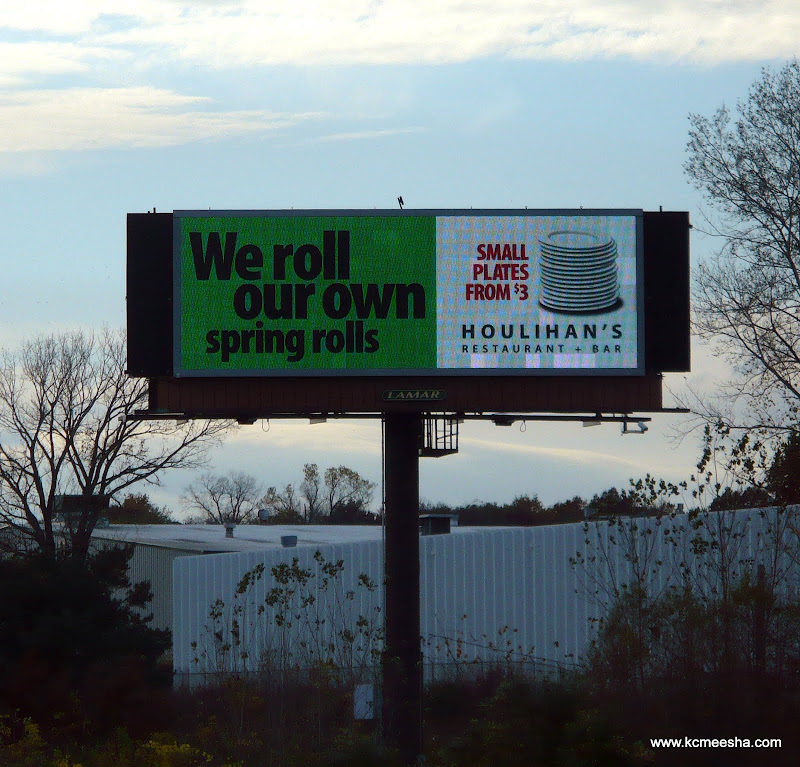 We roll
our own
spring rolls
SMALL
PLATES
FROM $3
HOULIHAN'S
RESTAURANT + BAR
LAMAR
www.kcmeesha.com